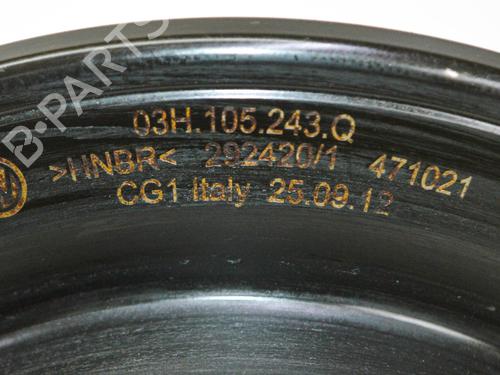 B-PARTS
03H.105.243.Q
>HNBR< 292420/1 471021
CG1 Italy 25.09.12